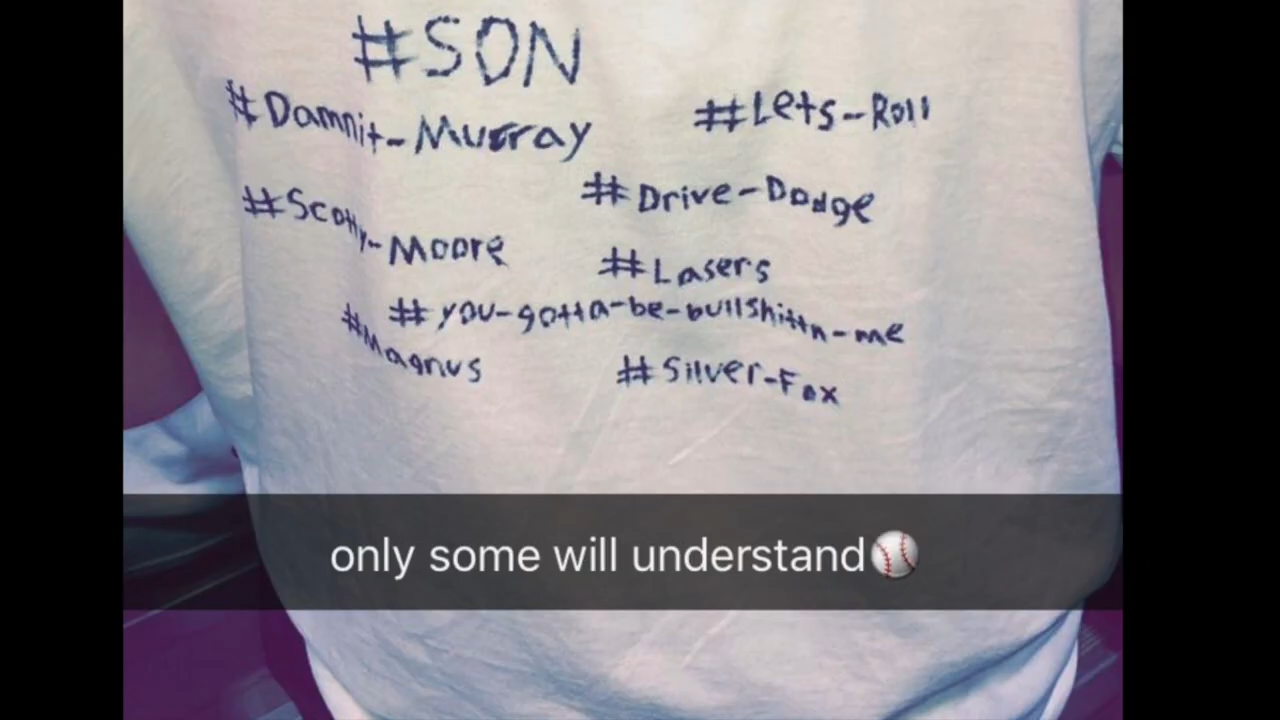 #SON
#Damnit-Murray
#Lets-Roll
#Scotty-Moore
#Drive-Dodge
#Lasers
#you-gotta-be-bullshittn-me
#Magnus
#Silver-Fox
only some will understand⚾